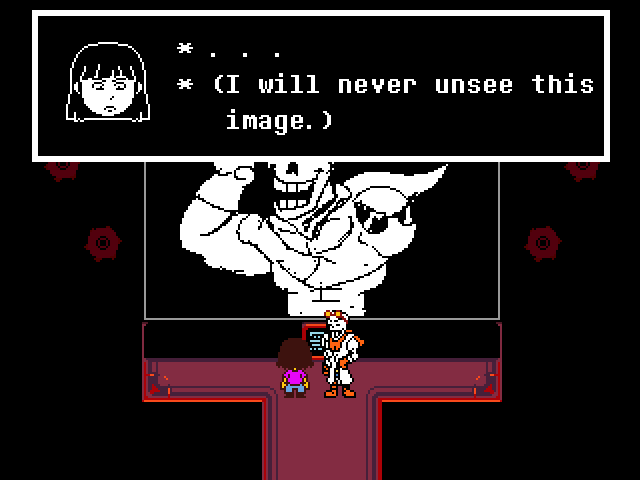 * . . .
* (I will never unsee this
image.)